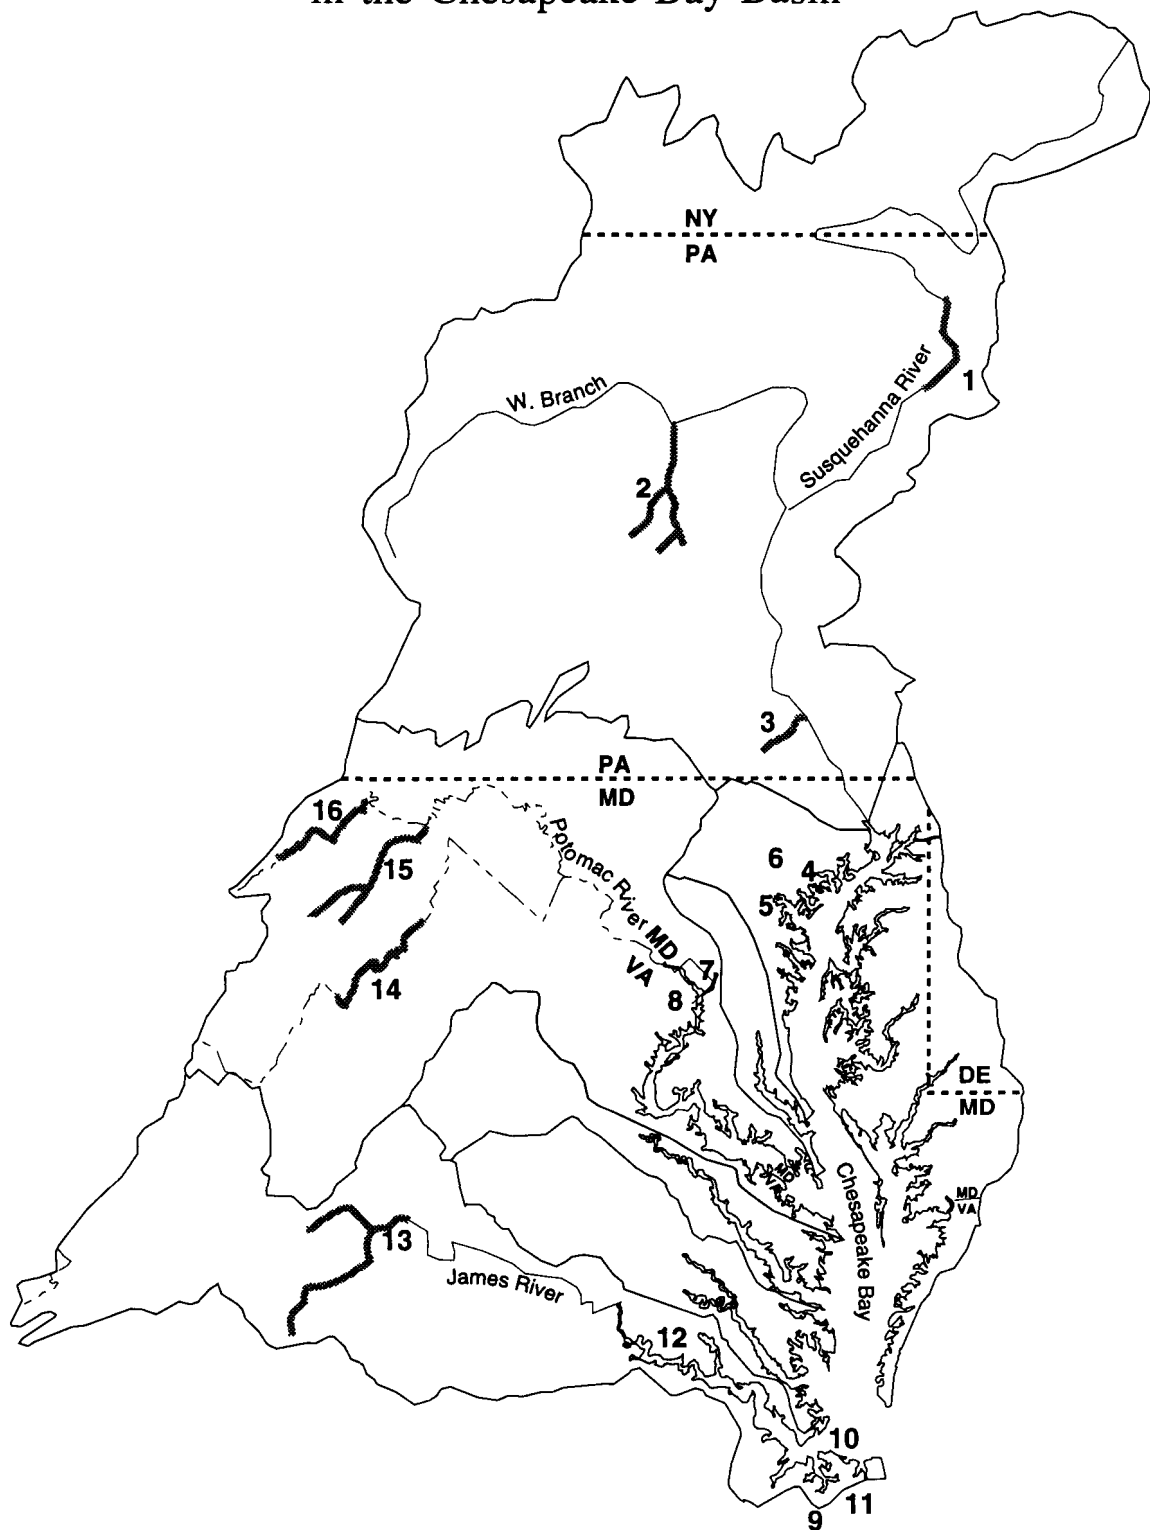 in the Chesapeake Bay Basin
NY
PA
1
Susquehanna River
W. Branch
2
3
PA
MD
16
15
14
Potomac River
MD
VA
6
4
5
7
8
DE
MD
MD
VA
MD
VA
Chesapeake Bay
13
James River
12
10
11
9